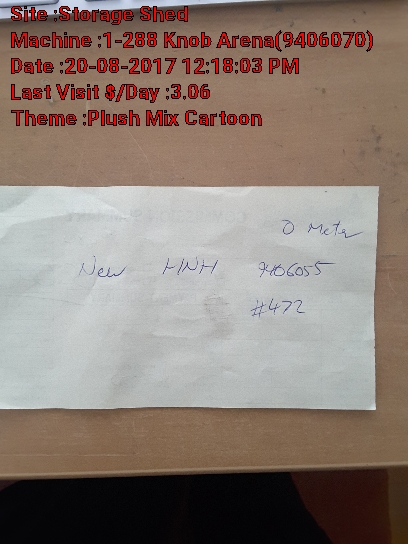 Site :Storage Shed
Machine :1-288 Knob Arena(9406070)
Date :20-08-2017 12:18:03 PM
Last Visit $/Day :3.06
Theme :Plush Mix Cartoon
0 Meter
New HNH 9406055
#472